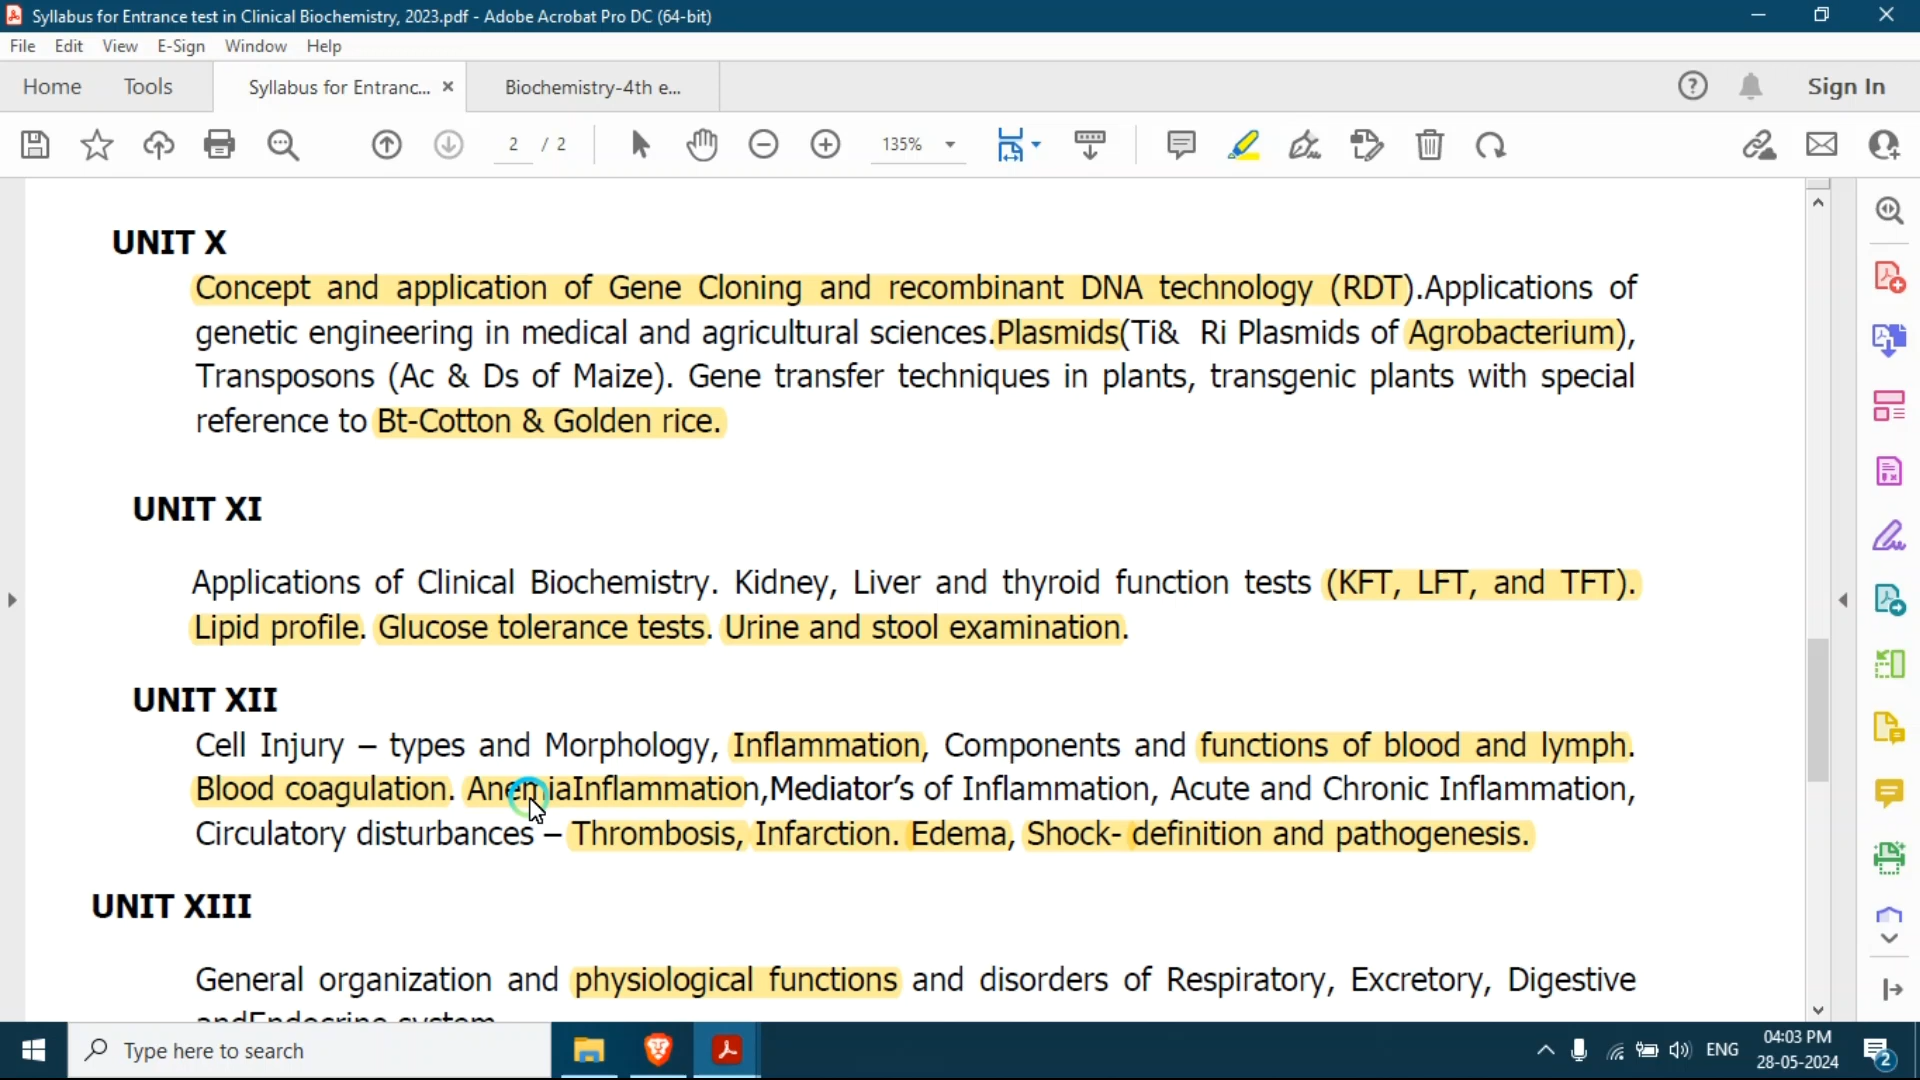 Syllabus for Entrance test in Clinical Biochemistry, 2023.pdf - Adobe Acrobat Pro DC (64-bit)
File Edit View E-Sign Window Help
Home Tools Syllabus for Entranc... Biochemistry-4th e... Sign In
2 / 2 135%
UNIT X
Concept and application of Gene Cloning and recombinant DNA technology (RDT).Applications of
genetic engineering in medical and agricultural sciences.Plasmids(Ti& Ri Plasmids of Agrobacterium),
Transposons (Ac & Ds of Maize). Gene transfer techniques in plants, transgenic plants with special
reference to Bt-Cotton & Golden rice.
UNIT XI
Applications of Clinical Biochemistry. Kidney, Liver and thyroid function tests (KFT, LFT, and TFT).
Lipid profile. Glucose tolerance tests. Urine and stool examination.
UNIT XII
Cell Injury – types and Morphology, Inflammation, Components and functions of blood and lymph.
Blood coagulation. AnemiaInflammation,Mediator's of Inflammation, Acute and Chronic Inflammation,
Circulatory disturbances – Thrombosis, Infarction. Edema, Shock- definition and pathogenesis.
UNIT XIII
General organization and physiological functions and disorders of Respiratory, Excretory, Digestive
andEndocrine system
Type here to search
ENG
04:03 PM
28-05-2024
2